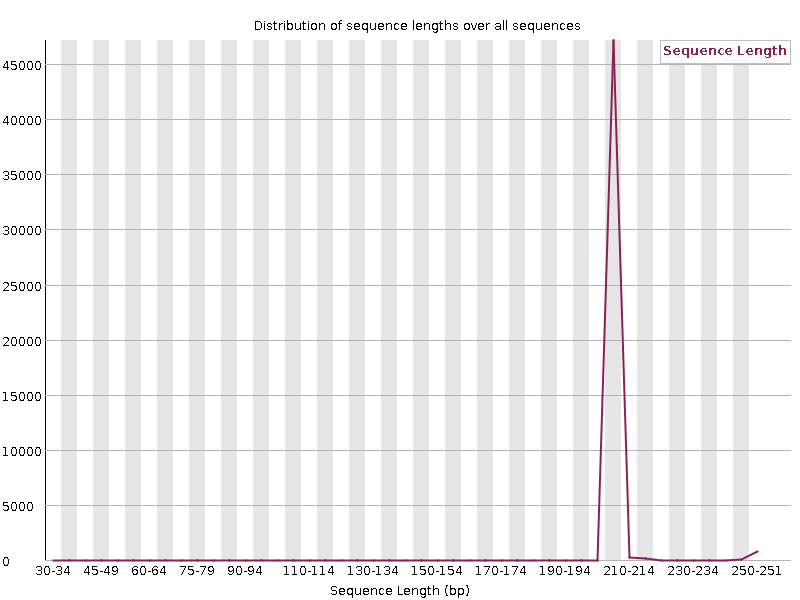 Distribution of sequence lengths over all sequences
Sequence Length
45000
40000
35000
30000
25000
20000
15000
10000
5000
0
30-34 45-49 60-64 75-79 90-94 110-114 130-134 150-154 170-174 190-194 210-214 230-234 250-251
Sequence Length (bp)